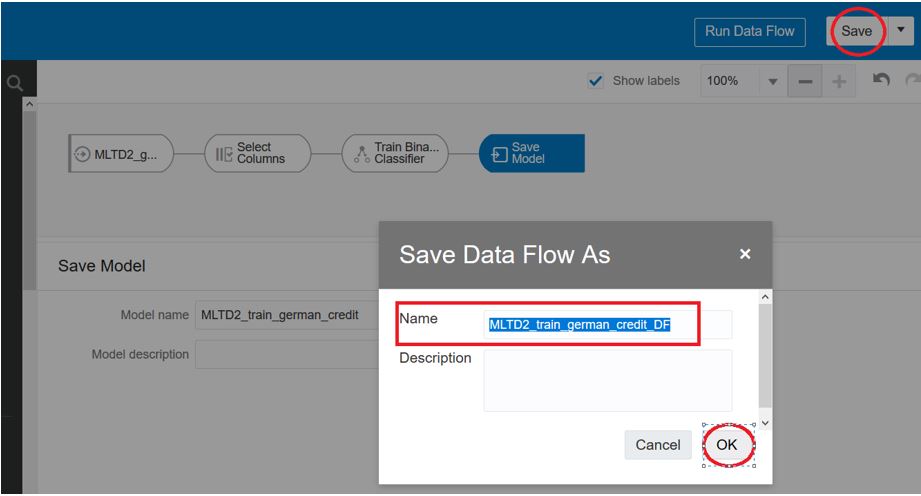 Run Data Flow
Save
Show labels
100%
MLTD2_g...
Select
Columns
Train Bina...
Classifier
Save
Model
Save Model
Model name
MLTD2_train_german_credit
Model description
Save Data Flow As
Name
MLTD2_train_german_credit_DF
Description
Cancel
OK